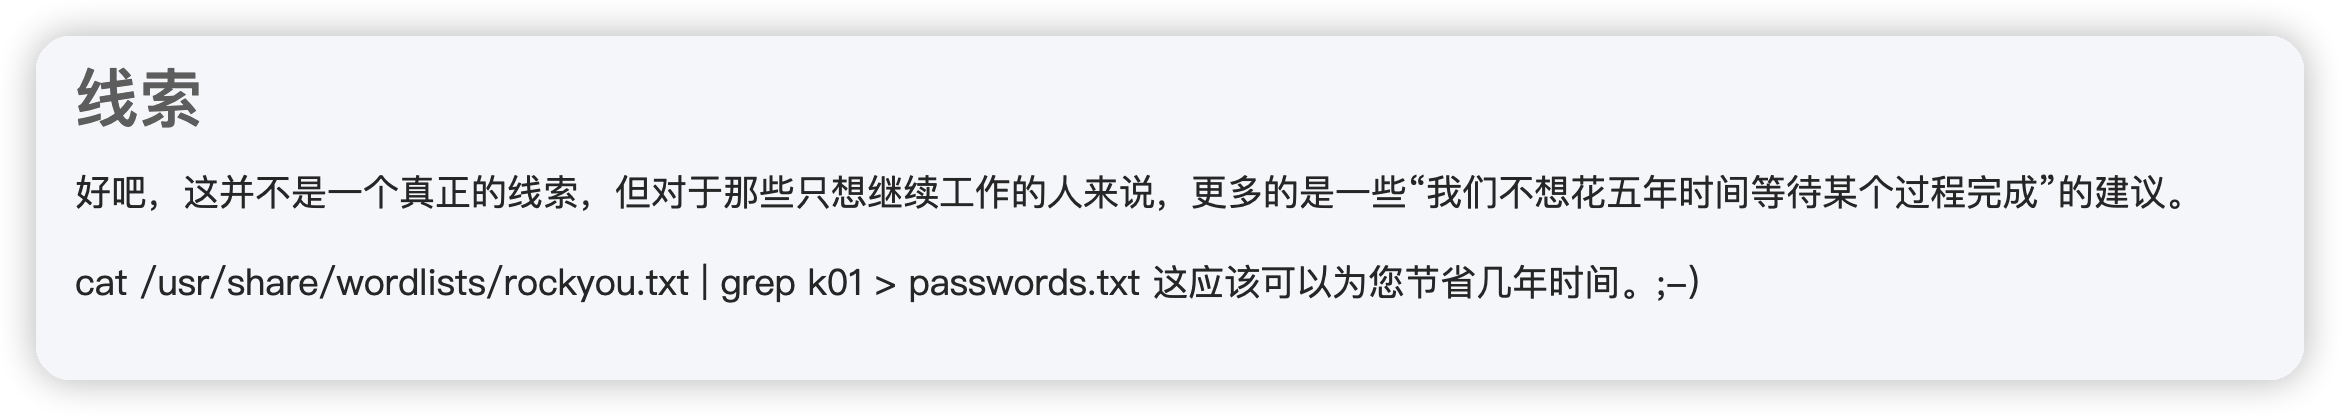 线索
好吧，这并不是一个真正的线索，但对于那些只想继续工作的人来说，更多的是一些“我们不想花五年时间等待某个过程完成”的建议。
cat /usr/share/wordlists/rockyou.txt | grep k01 > passwords.txt 这应该可以为您节省几年时间。;-)